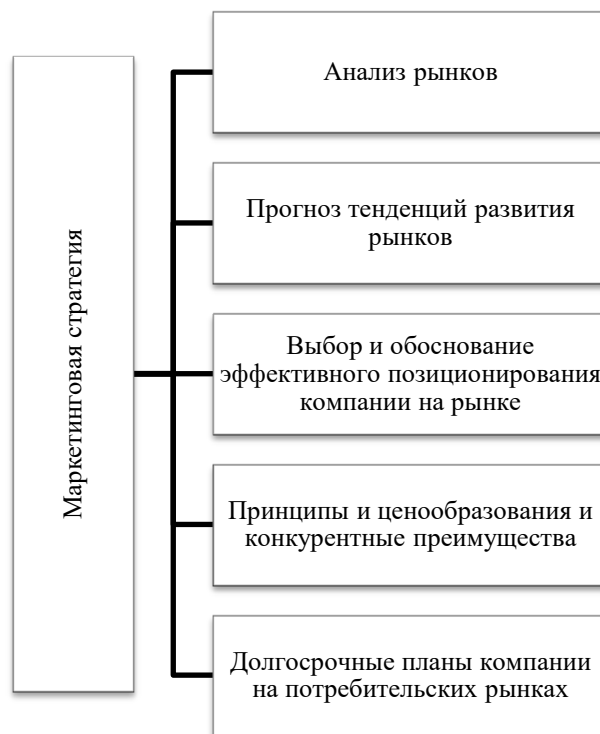 Маркетинговая стратегия
Анализ рынков
Прогноз тенденций развития
рынков
Выбор и обоснование
эффективного позиционирования
компании на рынке
Принципы и ценообразования и
конкурентные преимущества
Долгосрочные планы компании
на потребительских рынках